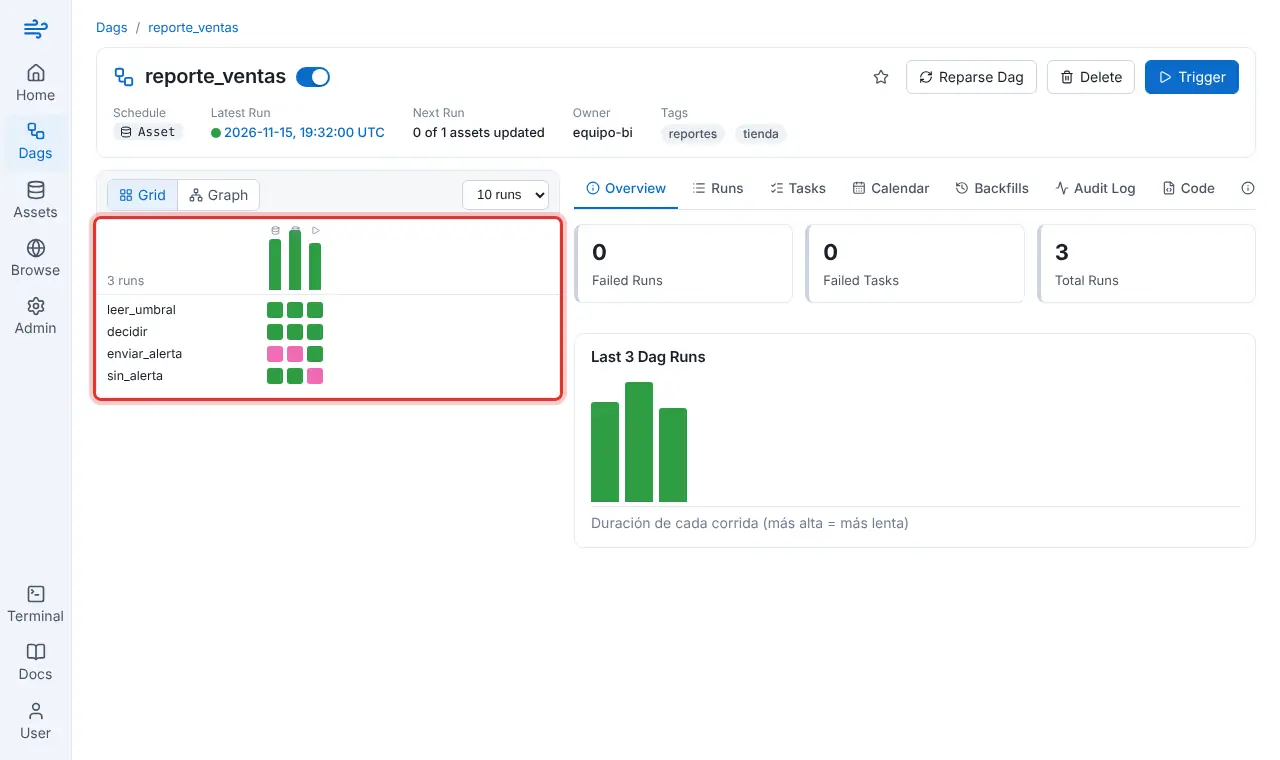 Dags / reporte_ventas
Home
Dags
Assets
Browse
Admin
Terminal
Docs
User
reporte_ventas
Reparse Dag
Delete
Trigger
Schedule
Asset
Latest Run
2026-11-15, 19:32:00 UTC
Next Run
0 of 1 assets updated
Owner
equipo-bi
Tags
reportes
tienda
Grid
Graph
10 runs
3 runs
leer_umbral
decidir
enviar_alerta
sin_alerta
Overview
Runs
Tasks
Calendar
Backfills
Audit Log
Code
0
Failed Runs
0
Failed Tasks
3
Total Runs
Last 3 Dag Runs
Duración de cada corrida (más alta = más lenta)